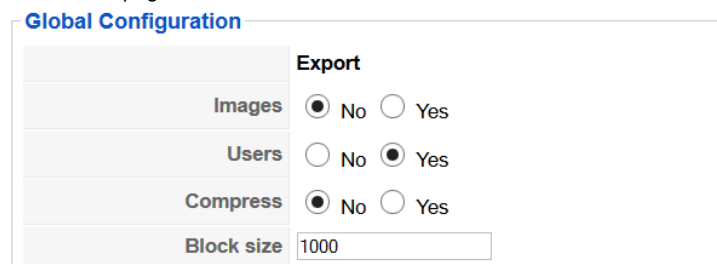 Global Configuration
Export
Images No Yes
Users No Yes
Compress No Yes
Block size 1000